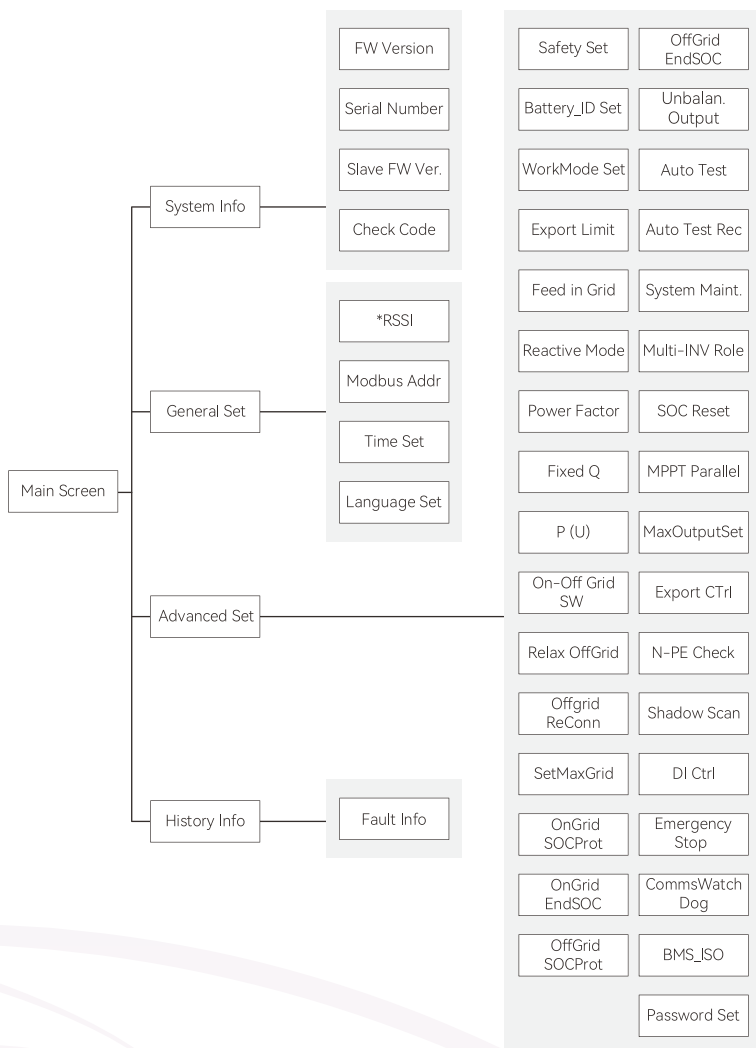 Main Screen
System Info
General Set
Advanced Set
History Info
FW Version
Serial Number
Slave FW Ver.
Check Code
*RSSI
Modbus Addr
Time Set
Language Set
Fault Info
Safety Set
Battery_ID Set
WorkMode Set
Export Limit
Feed in Grid
Reactive Mode
Power Factor
Fixed Q
P (U)
On-Off Grid
SW
Relax OffGrid
Offgrid
ReConn
SetMaxGrid
OnGrid
SOCProt
OnGrid
EndSOC
OffGrid
SOCProt
OffGrid
EndSOC
Unbalan.
Output
Auto Test
Auto Test Rec
System Maint.
Multi-INV Role
SOC Reset
MPPT Parallel
MaxOutputSet
Export CTrl
N-PE Check
Shadow Scan
DI Ctrl
Emergency
Stop
CommsWatch
Dog
BMS_ISO
Password Set